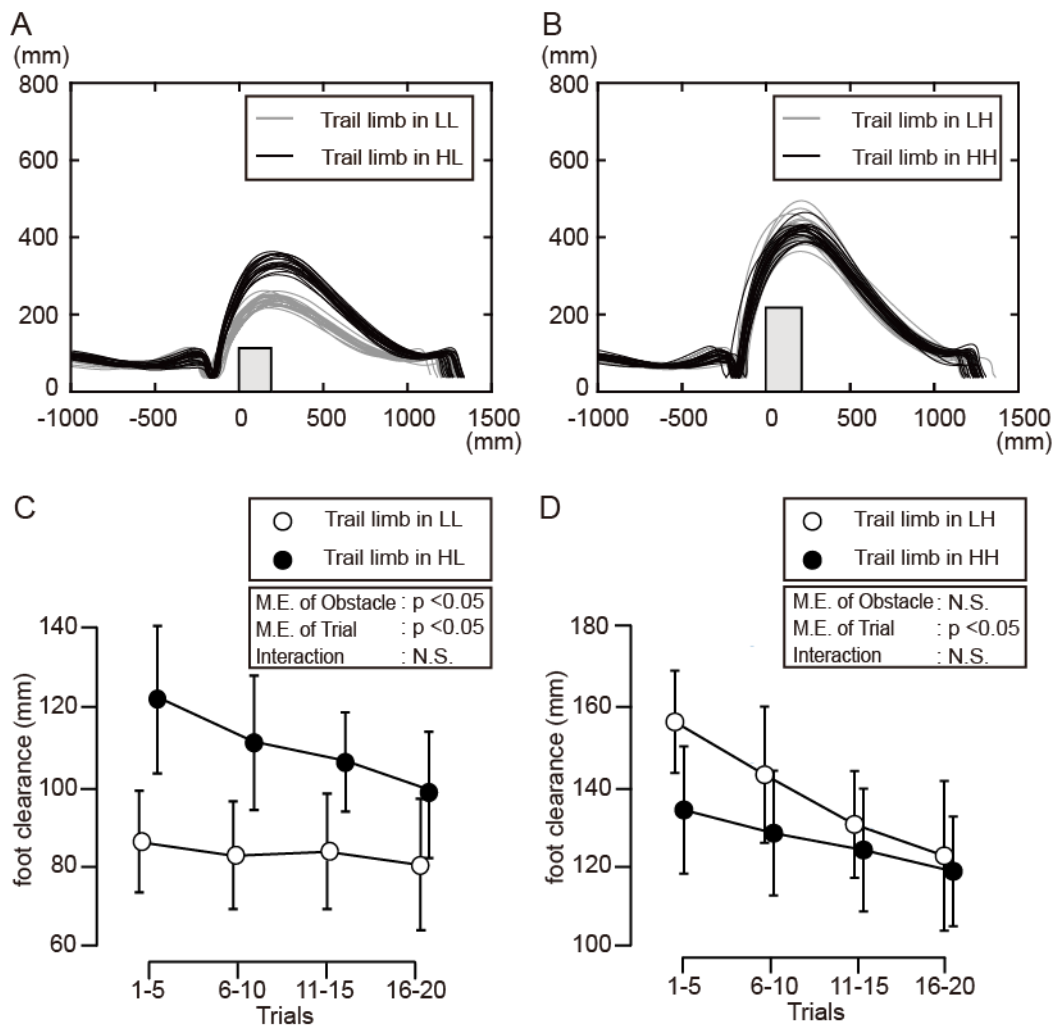 A
(mm)
800
600
400
200
0
-1000 -500 0 500 1000 1500
(mm)
Trail limb in LL
Trail limb in HL
B
(mm)
800
600
400
200
0
-1000 -500 0 500 1000 1500
(mm)
Trail limb in LH
Trail limb in HH
C
Trail limb in LL
Trail limb in HL
M.E. of Obstacle : p <0.05
M.E. of Trial : p <0.05
Interaction : N.S.
foot clearance (mm)
140
120
100
80
60
1-5 6-10 11-15 16-20
Trials
D
Trail limb in LH
Trail limb in HH
M.E. of Obstacle : N.S.
M.E. of Trial : p <0.05
Interaction : N.S.
foot clearance (mm)
180
160
130
120
100
1-5 6-10 11-15 16-20
Trials